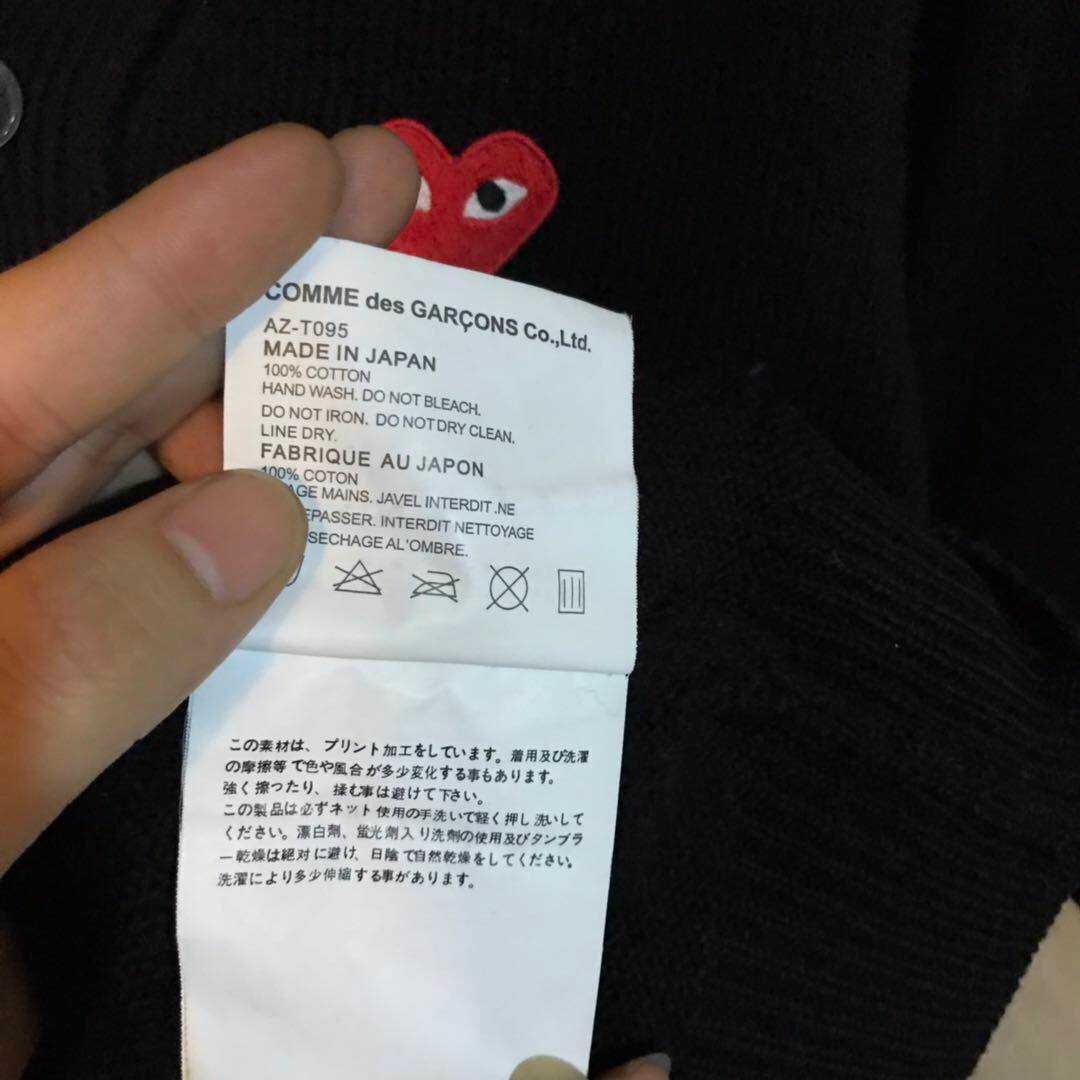 COMME des GARÇONS Co.,Ltd.
AZ-T095
MADE IN JAPAN
100% COTTON
HAND WASH. DO NOT BLEACH.
DO NOT IRON. DO NOT DRY CLEAN.
LINE DRY.
FABRIQUE AU JAPON
100% COTON
MAINS. JAVEL INTERDIT .NE
INTERDIT NETTOYAGE
SECHAGE AL'OMBRE.
この素材は、プリント加工をしています。着用及び洗濯
の摩擦等で色や風合が多少変化する事もあります。
強く擦ったり、揉む事は避けて下さい。
この製品は必ずネット使用の手洗いで軽く押し洗いして
ください。漂白剤、蛍光剤入り洗剤の使用及びタンブラ
ー乾燥は絶対に避け、日陰で自然乾燥をしてください。
洗濯により多少伸縮する事があります。